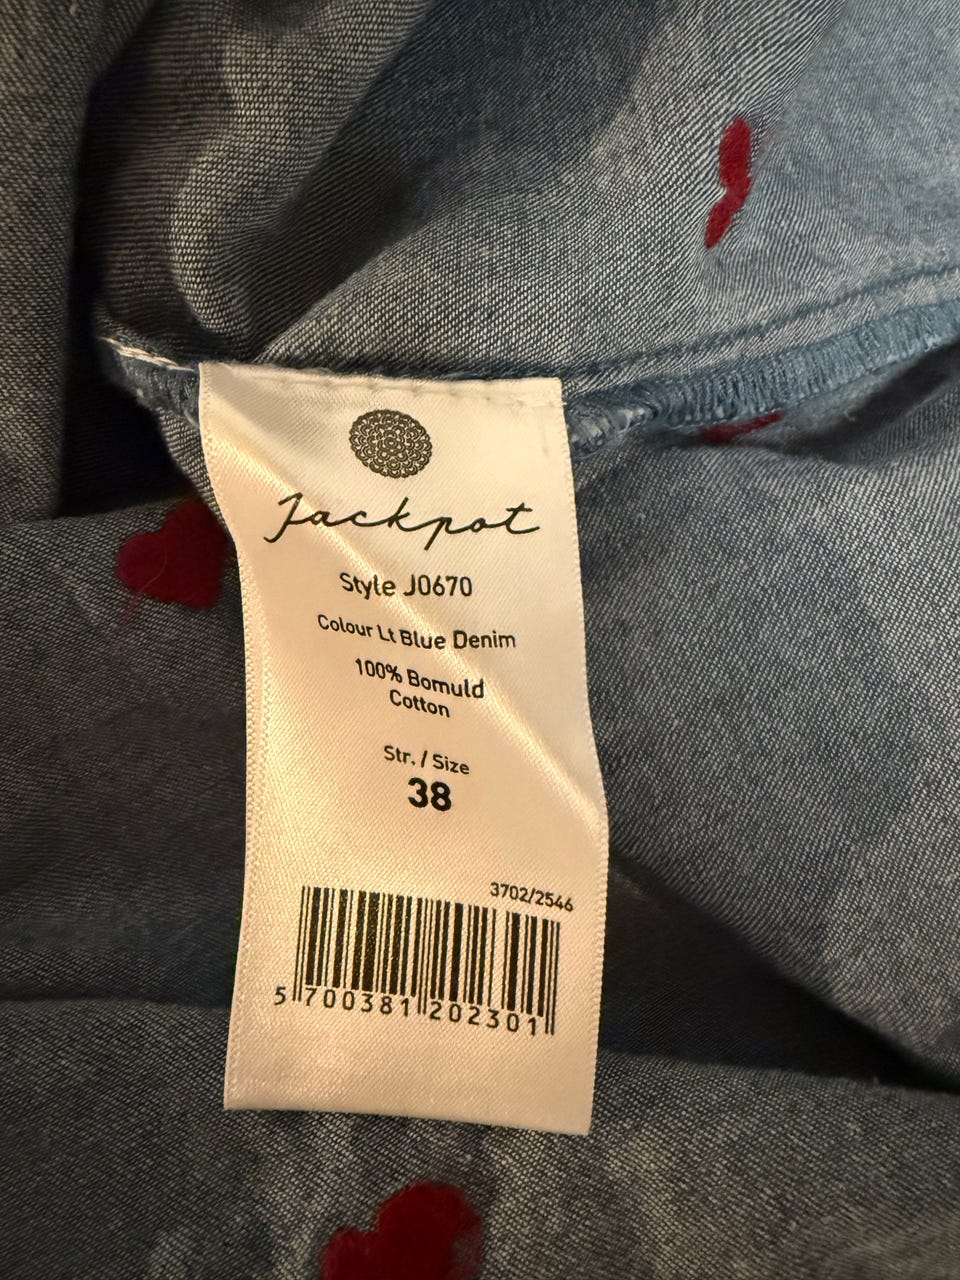 Jackpot
Style J0670
Colour Lt Blue Denim
100% Bomuld
Cotton
Str. / Size
38
3702/2546
5 700381 202301